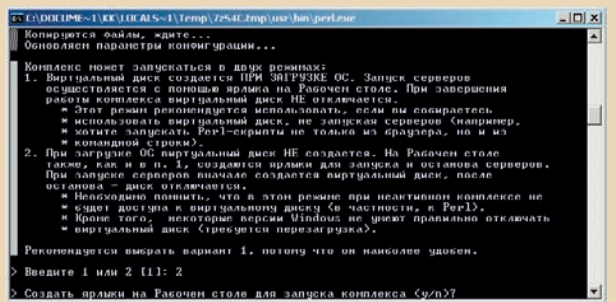 C:\DOCUME~1\KK\LOCALS~1\Temp\7zS4C.tmp\usr\bin\perl.exe
Копируются файлы, ждите...
Обновляем параметры конфигурации...
Комплекс может запускаться в двух режимах:
1. Виртуальный диск создается ПРИ ЗАГРУЗКЕ ОС. Запуск серверов
осуществляется с помощью ярлыка на Рабочем столе. При завершения
работы комплекса виртуальный диск НЕ отключается.
* Этот режим рекомендуется использовать, если вы собираетесь
* использовать виртуальный диск, не запуская серверов (например,
* хотите запускать Perl-скрипты не только из браузера, но и из
* командной строки).
2. При загрузке ОС виртуальный диск НЕ создается. На Рабочем столе
также, как и в п. 1, создаются ярлыки для запуска и останова серверов.
При запуске серверов вначале создается виртуальный диск, после
останова - диск отключается.
* Необходимо помнить, что в этом режиме при неактивном комплексе не
* будет доступа к виртуальному диску (в частности, к Perl).
* Кроме того, некоторые версии Windows не умеют правильно отключать
* виртуальный диск (требуется перезагрузка).
Рекомендуется выбрать вариант 1, потому что он наиболее удобен.
> Введите 1 или 2 [1]: 2
> Создать ярлыки на Рабочем столе для запуска комплекса (y/n)?